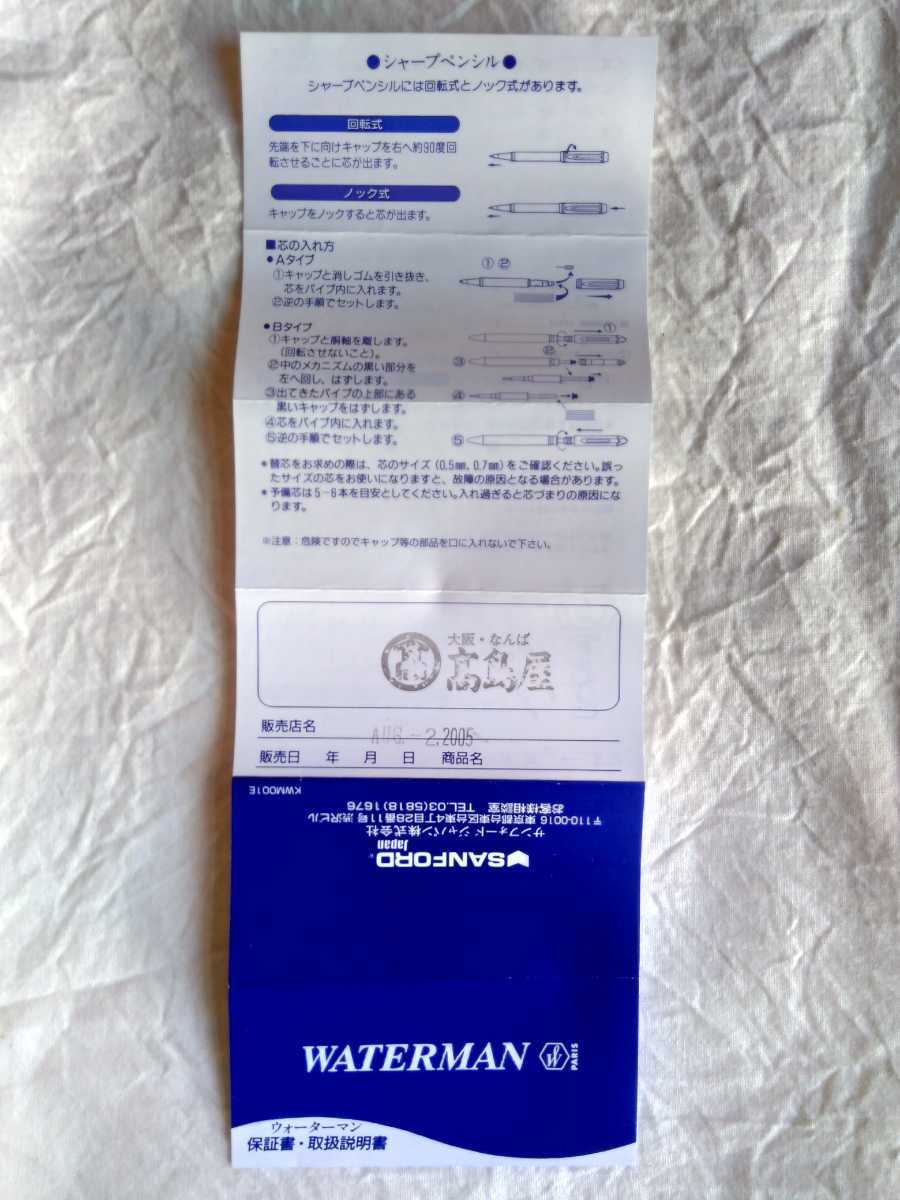 ●シャープペンシル●
シャープペンシルには回転式とノック式があります。
回転式
先端を下に向けキャップを右へ約90度回
転させるごとに芯が出ます。
ノック式
キャップをノックすると芯が出ます。
■芯の入れ方
●Aタイプ
①キャップと消しゴムを引き抜き、
芯をパイプ内に入れます。
②逆の手順でセットします。
① ②
●Bタイプ
①キャップと胴軸を離します。
(回転させないこと)。
②中のメカニズムの黒い部分を
左へ回し、はずします。
③出てきたパイプの上部にある
黒いキャップをはずします。
④芯をパイプ内に入れます。
⑤逆の手順でセットします。
①
②
③
④
⑤
*替芯をお求めの際は、芯のサイズ(0.5mm, 0.7mm)をご確認ください。誤っ
たサイズの芯をお使いになりますと、故障の原因となる場合があります。
*予備芯は5-6本を目安としてください。入れ過ぎると芯づまりの原因にな
ります。
※注意:危険ですのでキャップ等の部品を口に入れないで下さい。
大阪・なんば
髙 髙島屋
販売店名
AUG. -2.2005
販売日 年 月 日 商品名
KWM001E
SANFORD®
Japan
サンフォード ジャパン株式会社
〒110-0016 東京都台東区台東4丁目28番11号 渋沢ビル
お客様相談室 TEL.03(5818)1676
WATERMAN W PARIS
ウォーターマン
保証書・取扱説明書